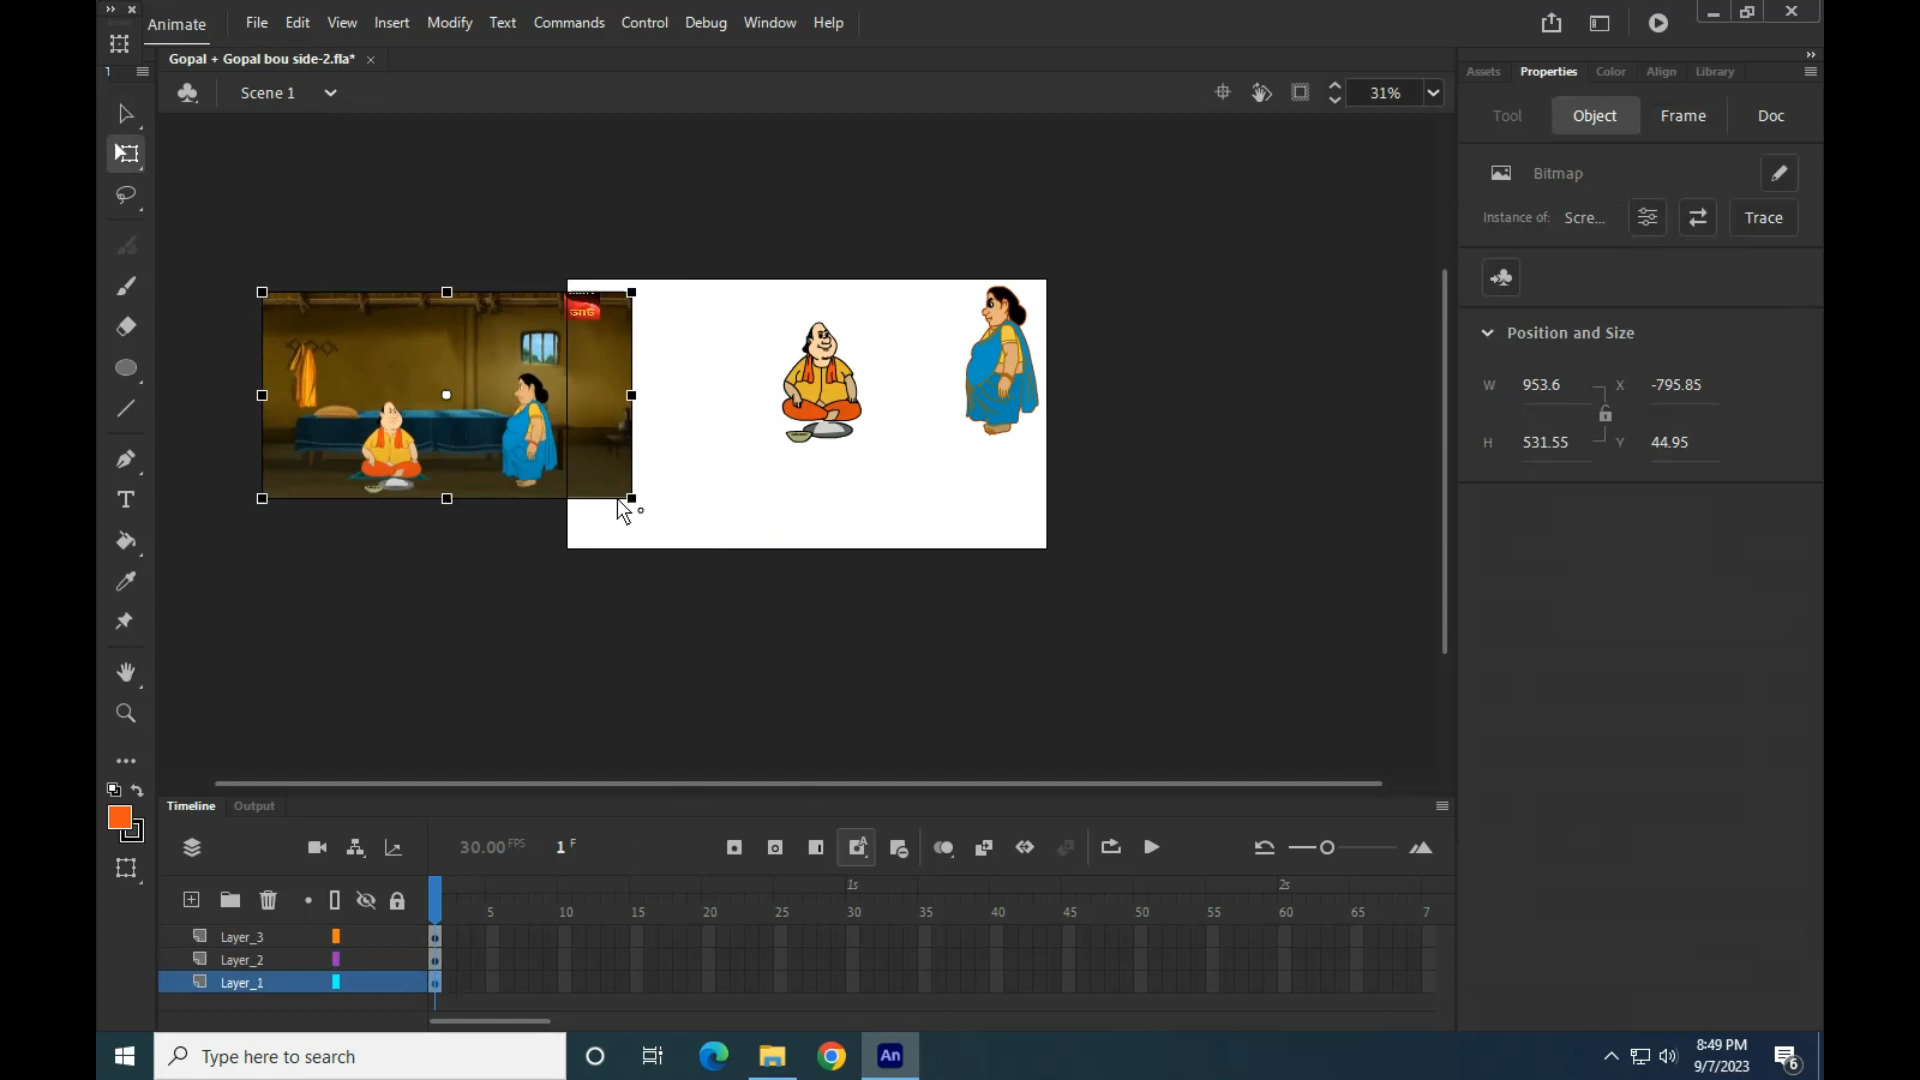 Animate File Edit View Insert Modify Text Commands Control Debug Window Help
Gopal + Gopal bou side-2.fla*
Scene 1
31%
আট
Assets Properties Color Align Library
Tool Object Frame Doc
Bitmap
Instance of: Scre... Trace
Position and Size
W 953.6 X -795.85
H 531.55 Y 44.95
Timeline Output
30.00 FPS 1 F
1s 2s
5 10 15 20 25 30 35 40 45 50 55 60 65 7
Layer_3
Layer_2
Layer_1
Type here to search
An
8:49 PM
9/7/2023
6